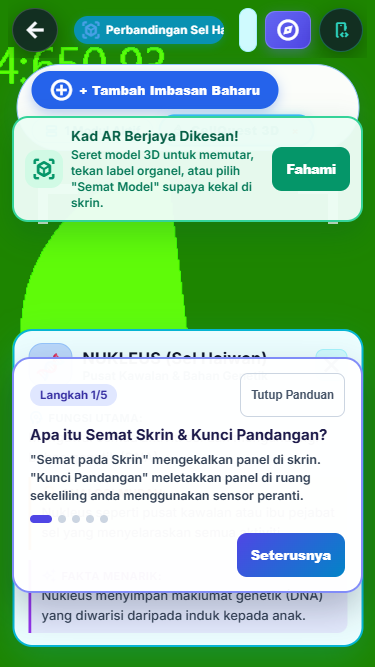 4:650.93
Perbandingan Sel Ha
+ Tambah Imbasan Baharu
3D
Kad AR Berjaya Dikesan!
Seret model 3D untuk memutar,
tekan label organel, atau pilih
"Semat Model" supaya kekal di
skrin.
Fahami
NUKLEUS (Sel Haiwan)
Langkah 1/5
Tutup Panduan
Apa itu Semat Skrin & Kunci Pandangan?
"Semat pada Skrin" mengekalkan panel di skrin.
"Kunci Pandangan" meletakkan panel di ruang
sekeliling anda menggunakan sensor peranti.
Seterusnya
Nukleus menyimpan maklumat genetik (DNA)
yang diwarisi daripada induk kepada anak.